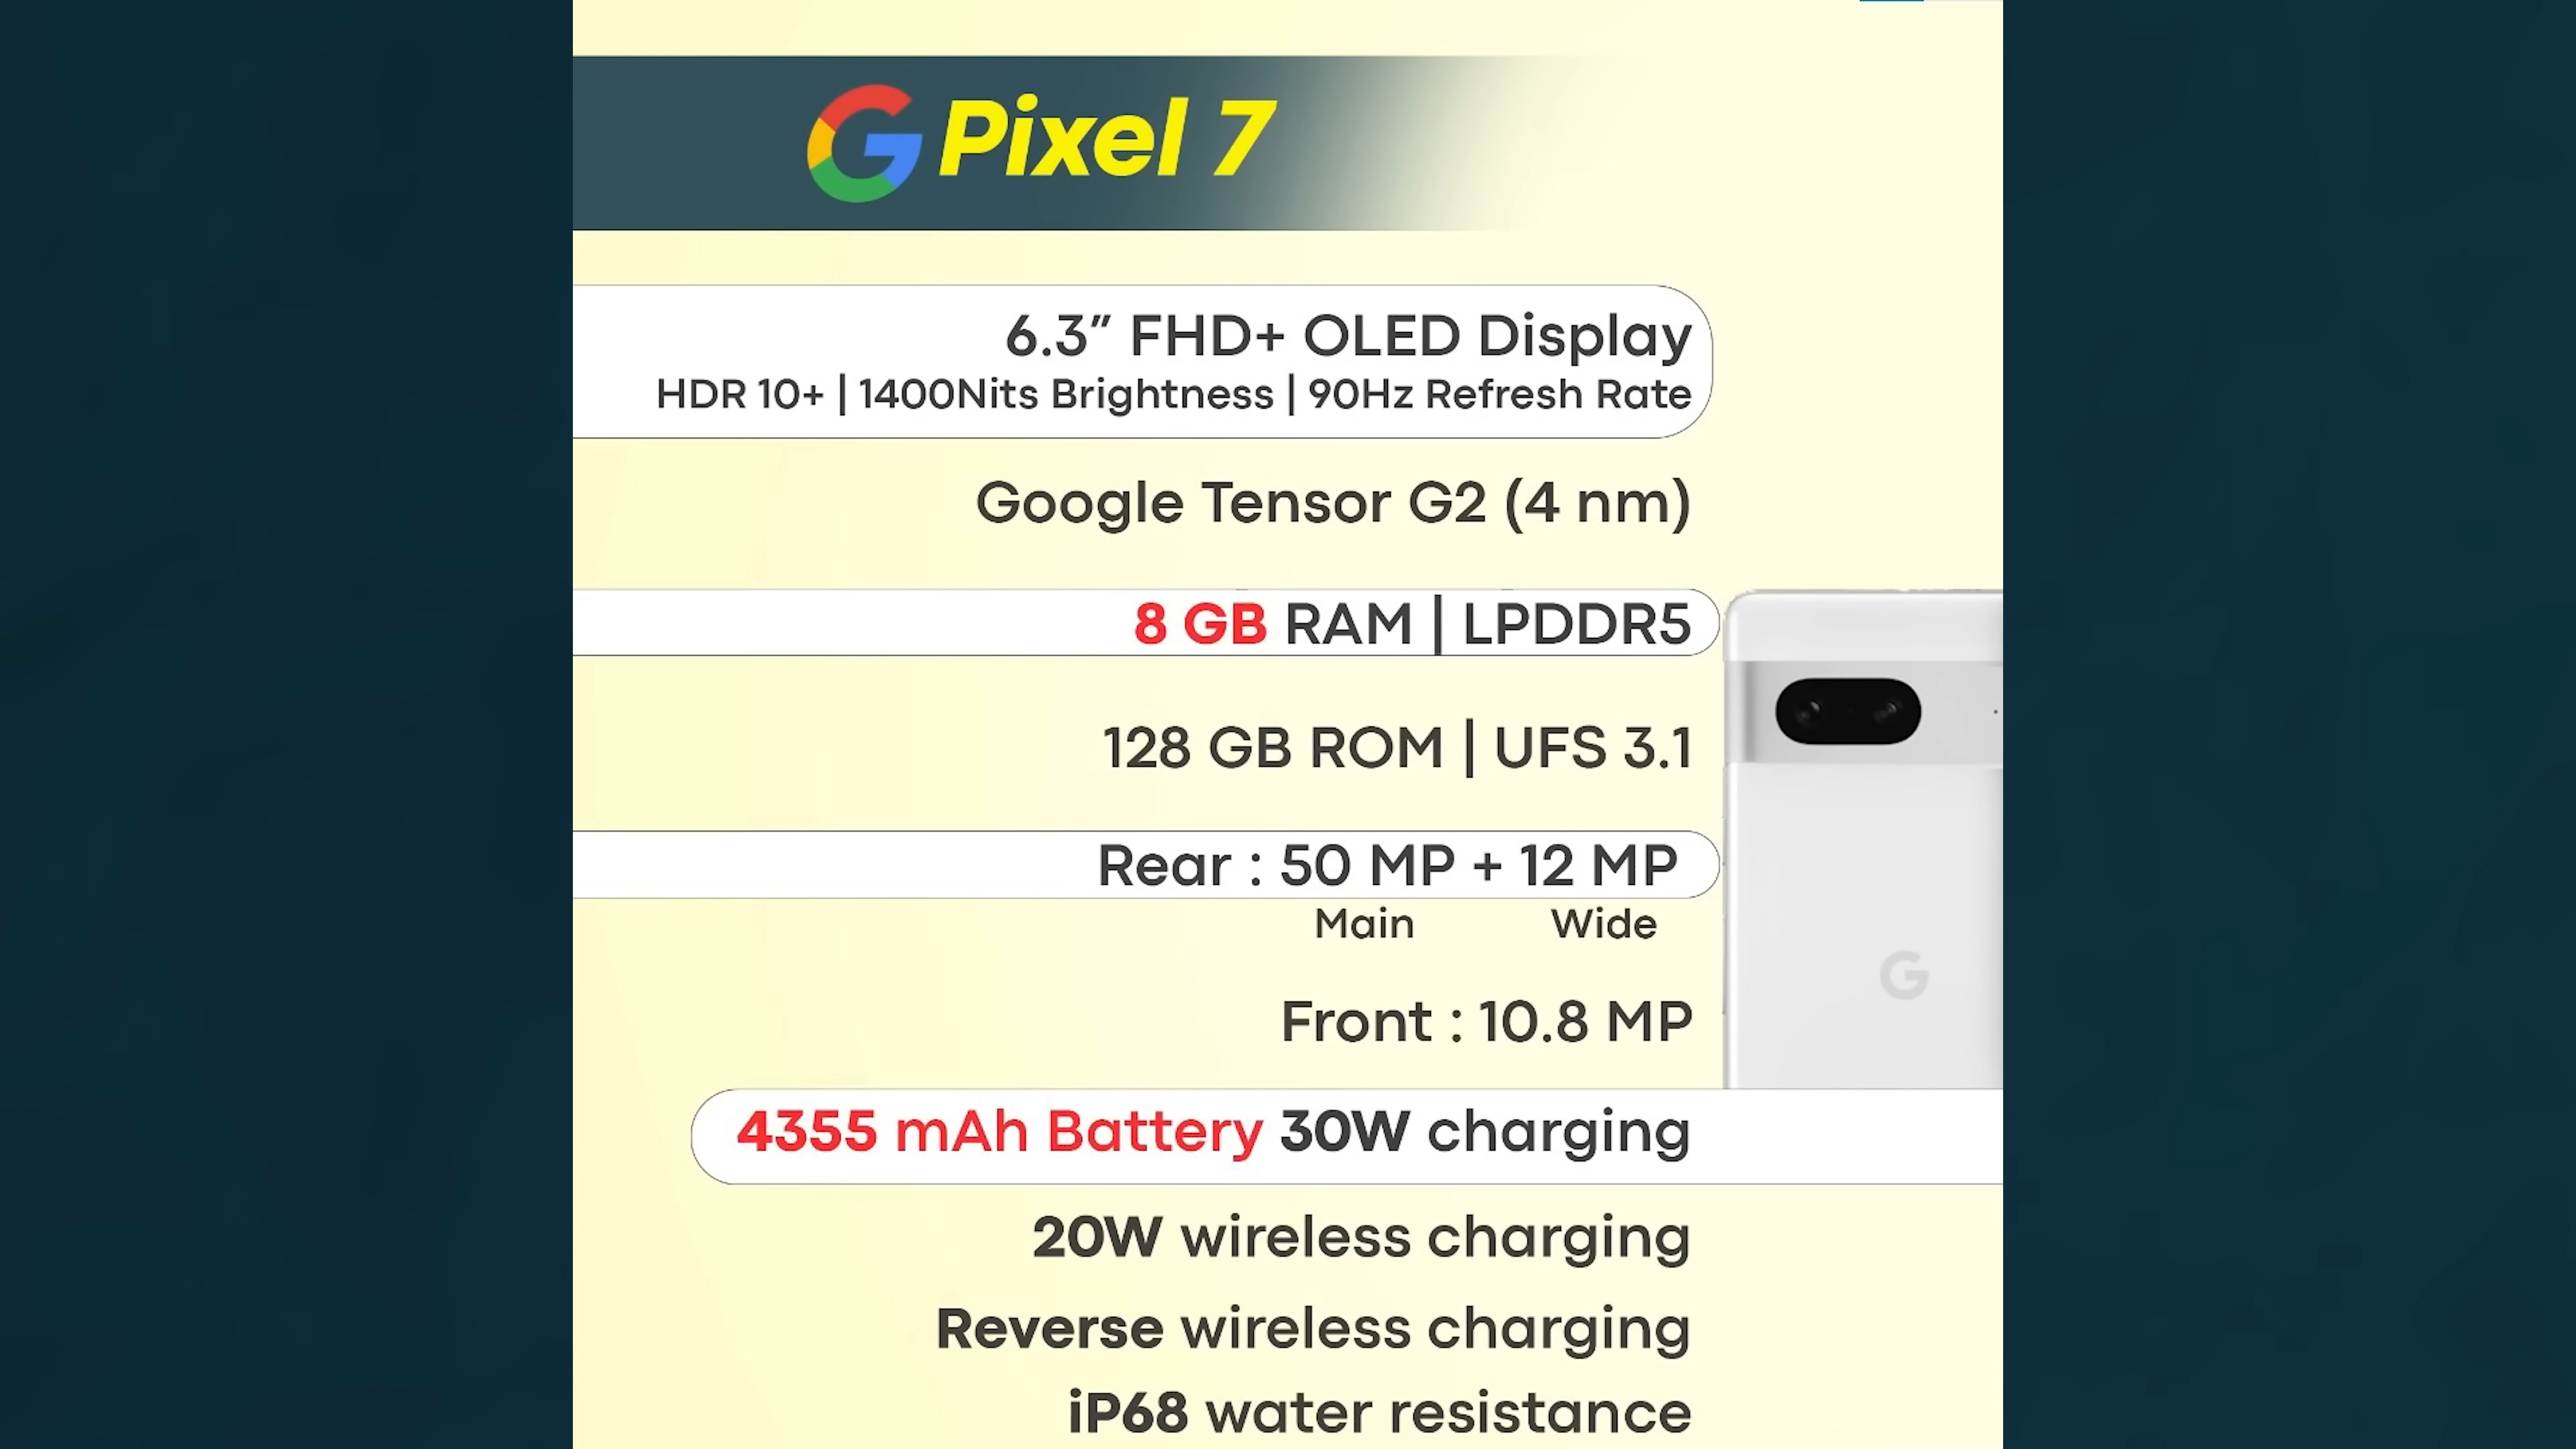 Pixel 7
6.3” FHD+ OLED Display
HDR 10+ | 1400Nits Brightness | 90Hz Refresh Rate
Google Tensor G2 (4 nm)
8 GB RAM | LPDDR5
128 GB ROM | UFS 3.1
Rear : 50 MP + 12 MP
Main Wide
Front : 10.8 MP
4355 mAh Battery 30W charging
20W wireless charging
Reverse wireless charging
iP68 water resistance